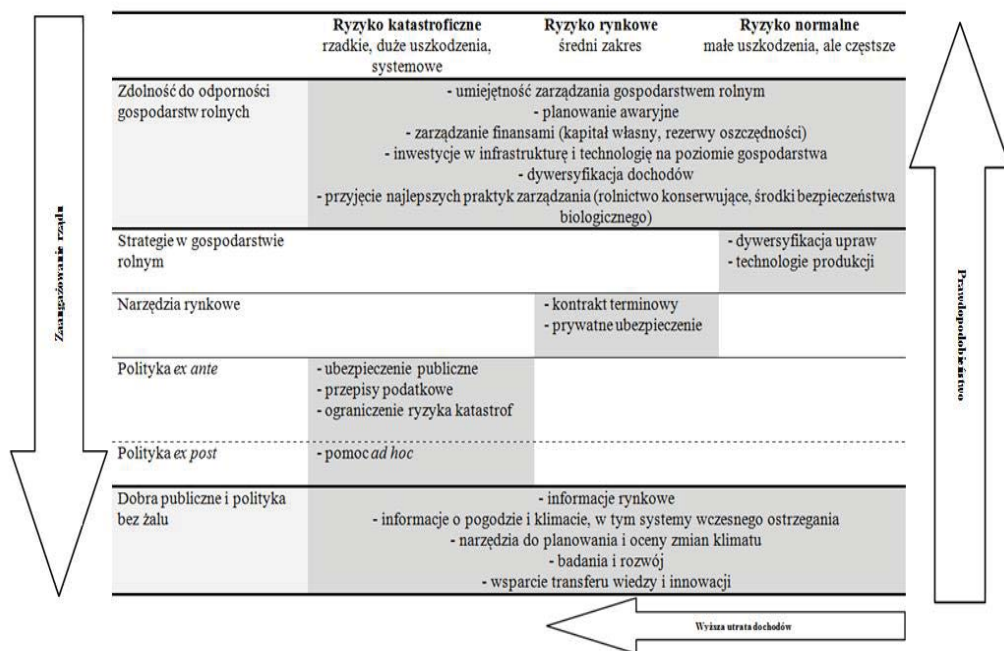 Ryzyko katastroficzne
rzadkie, duże uszkodzenia,
systemowe
Ryzyko rynkowe
średni zakres
Ryzyko normalne
małe uszkodzenia, ale częstsze
Zdolność do odporności
gospodarstw rolnych
- umiejętność zarządzania gospodarstwem rolnym
- planowanie awaryjne
- zarządzanie finansami (kapitał własny, rezerwy oszczędności)
- inwestycje w infrastrukturę i technologię na poziomie gospodarstwa
- dywersyfikacja dochodów
- przyjęcie najlepszych praktyk zarządzania (rolnictwo konserwujące, środki bezpieczeństwa
biologicznego)
Strategie w gospodarstwie
rolnym
- dywersyfikacja upraw
- technologie produkcji
Narzędzia rynkowe
- kontrakt terminowy
- prywatne ubezpieczenie
Polityka ex ante
- ubezpieczenie publiczne
- przepisy podatkowe
- ograniczenie ryzyka katastrof
Polityka ex post
- pomoc ad hoc
Dobra publiczne i polityka
bez żalu
- informacje rynkowe
- informacje o pogodzie i klimacie, w tym systemy wczesnego ostrzegania
- narzędzia do planowania i oceny zmian klimatu
- badania i rozwój
- wsparcie transferu wiedzy i innowacji
Zaangażowanie rządu
Prawdopodobieństwo
Wyższa utrata dochodów